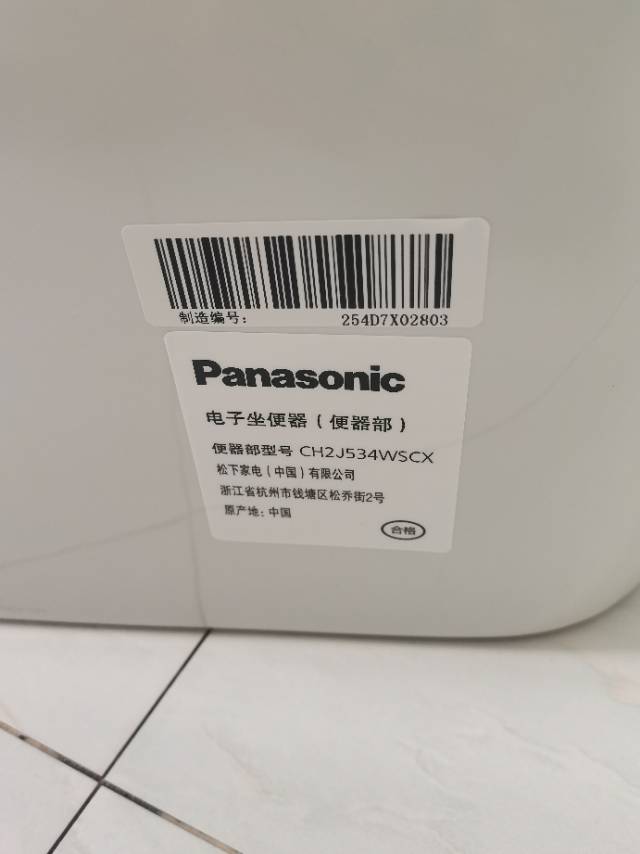 制造编号: 254D7X02803
Panasonic
电子坐便器（便器部）
便器部型号 CH2J534WSCX
松下家电（中国）有限公司
浙江省杭州市钱塘区松乔街2号
原产地：中国
合格